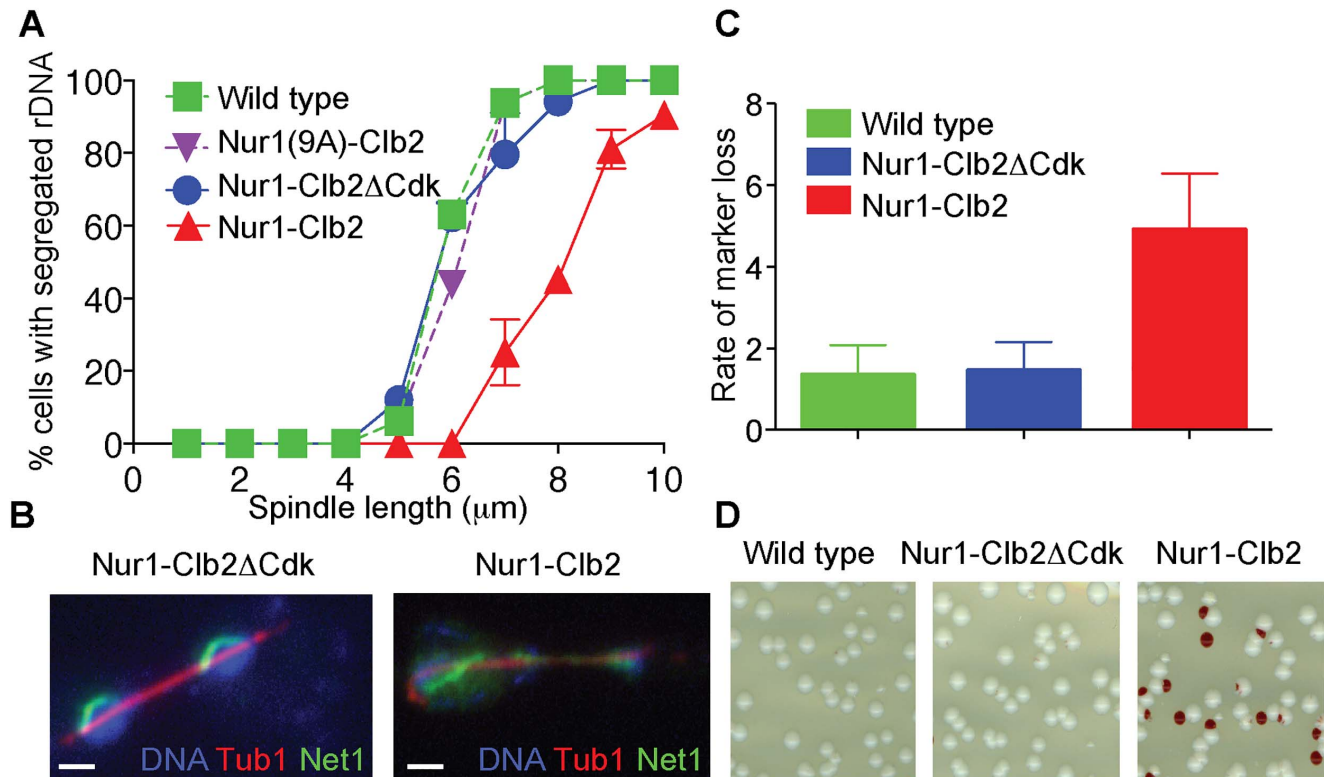 A
% cells with segregated rDNA
100
80
60
40
20
0
Wild type
Nur1(9A)-Clb2
Nur1-Clb2ΔCdk
Nur1-Clb2
0 2 4 6 8 10
Spindle length (μm)
B
Nur1-Clb2ΔCdk
DNA Tub1 Net1
Nur1-Clb2
DNA Tub1 Net1
C
Rate of marker loss
8
6
4
2
0
Wild type
Nur1-Clb2ΔCdk
Nur1-Clb2
D
Wild type
Nur1-Clb2ΔCdk
Nur1-Clb2